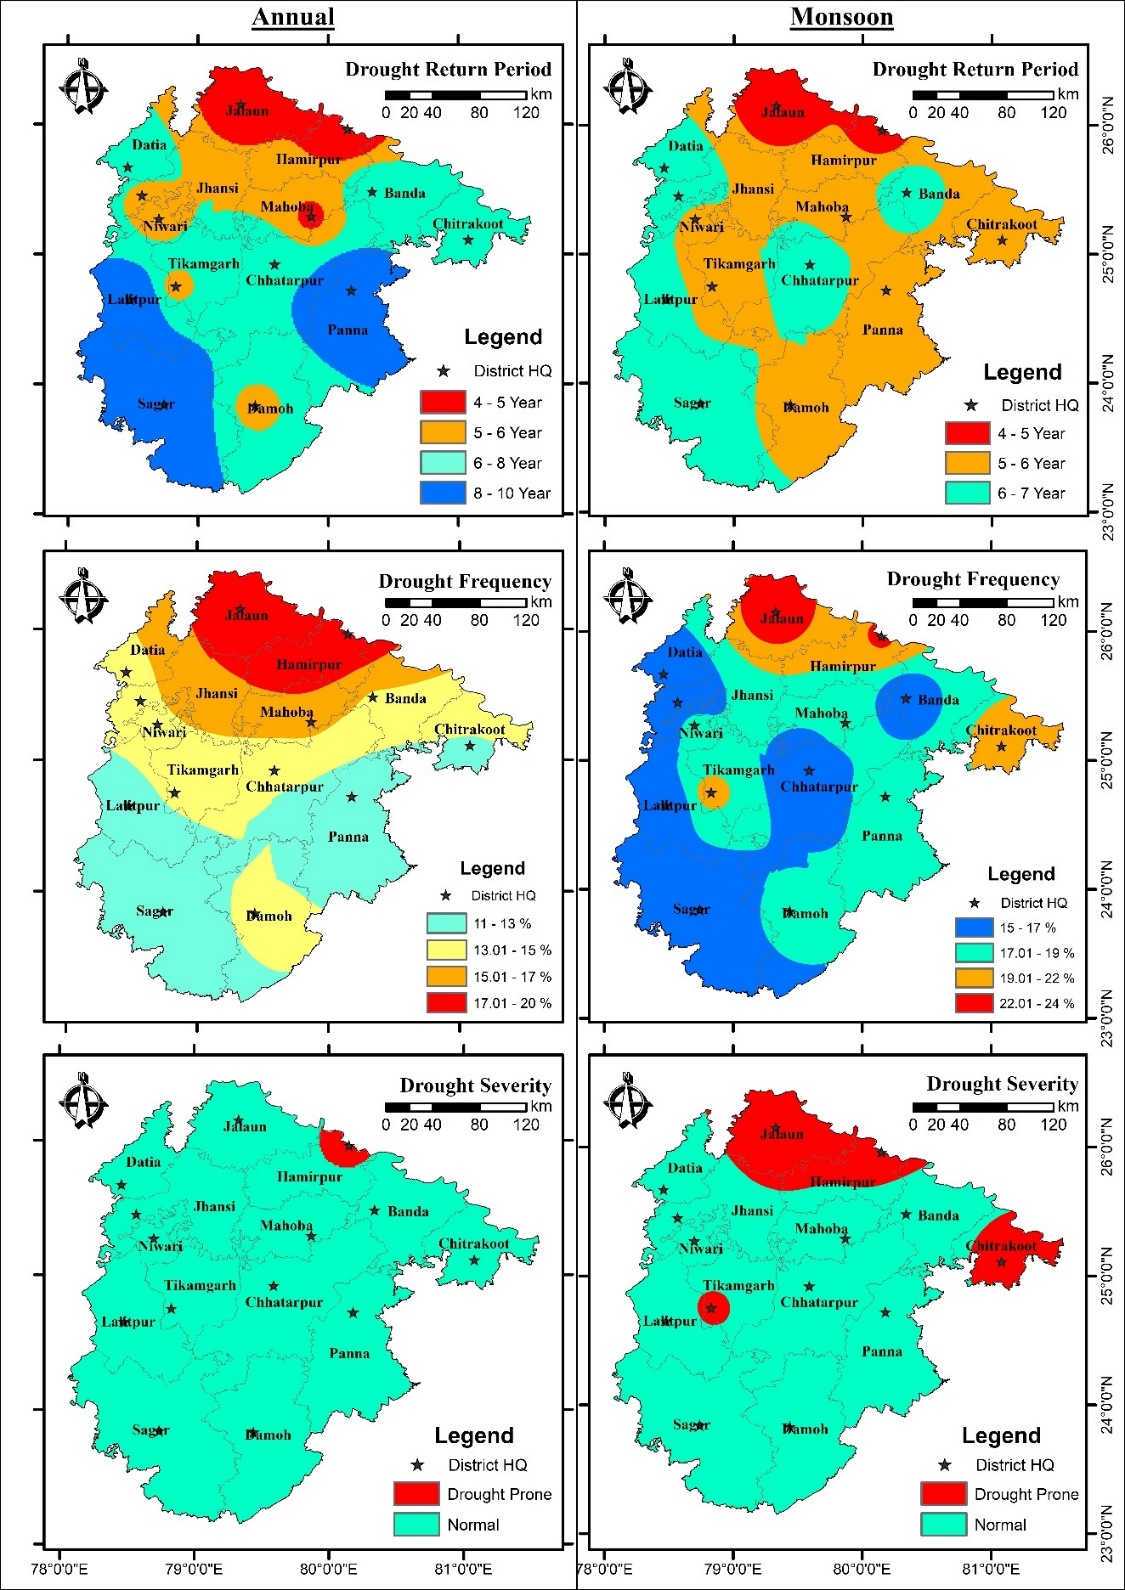 Annual
Monsoon
N
Drought Return Period
km
0 20 40 80 120
Jalaun
Datia
Hamirpur
Jhansi
Banda
Mahoba
Niwari
Chitrakoot
Tikamgarh
Chhatarpur
Lalitpur
Panna
Sagar
Damoh
Legend
District HQ
4 - 5 Year
5 - 6 Year
6 - 8 Year
8 - 10 Year
N
Drought Return Period
km
0 20 40 80 120
Jalaun
Datia
Hamirpur
Jhansi
Banda
Mahoba
Niwari
Chitrakoot
Tikamgarh
Chhatarpur
Lalitpur
Panna
Sagar
Damoh
Legend
District HQ
4 - 5 Year
5 - 6 Year
6 - 7 Year
26°0'0"N
25°0'0"N
24°0'0"N
23°0'0"N
N
Drought Frequency
km
0 20 40 80 120
Jalaun
Datia
Hamirpur
Jhansi
Banda
Mahoba
Niwari
Chitrakoot
Tikamgarh
Chhatarpur
Lalitpur
Panna
Sagar
Damoh
Legend
District HQ
11 - 13 %
13.01 - 15 %
15.01 - 17 %
17.01 - 20 %
N
Drought Frequency
km
0 20 40 80 120
Jalaun
Datia
Hamirpur
Jhansi
Banda
Mahoba
Niwari
Chitrakoot
Tikamgarh
Chhatarpur
Lalitpur
Panna
Sagar
Damoh
Legend
District HQ
15 - 17 %
17.01 - 19 %
19.01 - 22 %
22.01 - 24 %
26°0'0"N
25°0'0"N
24°0'0"N
23°0'0"N
N
Drought Severity
km
0 20 40 80 120
Jalaun
Datia
Hamirpur
Jhansi
Banda
Mahoba
Niwari
Chitrakoot
Tikamgarh
Chhatarpur
Lalitpur
Panna
Sagar
Damoh
Legend
District HQ
Drought Prone
Normal
78°0'0"E 79°0'0"E 80°0'0"E 81°0'0"E
N
Drought Severity
km
0 20 40 80 120
Jalaun
Datia
Hamirpur
Jhansi
Banda
Mahoba
Niwari
Chitrakoot
Tikamgarh
Chhatarpur
Lalitpur
Panna
Sagar
Damoh
Legend
District HQ
Drought Prone
Normal
26°0'0"N
25°0'0"N
24°0'0"N
23°0'0"N
78°0'0"E 79°0'0"E 80°0'0"E 81°0'0"E